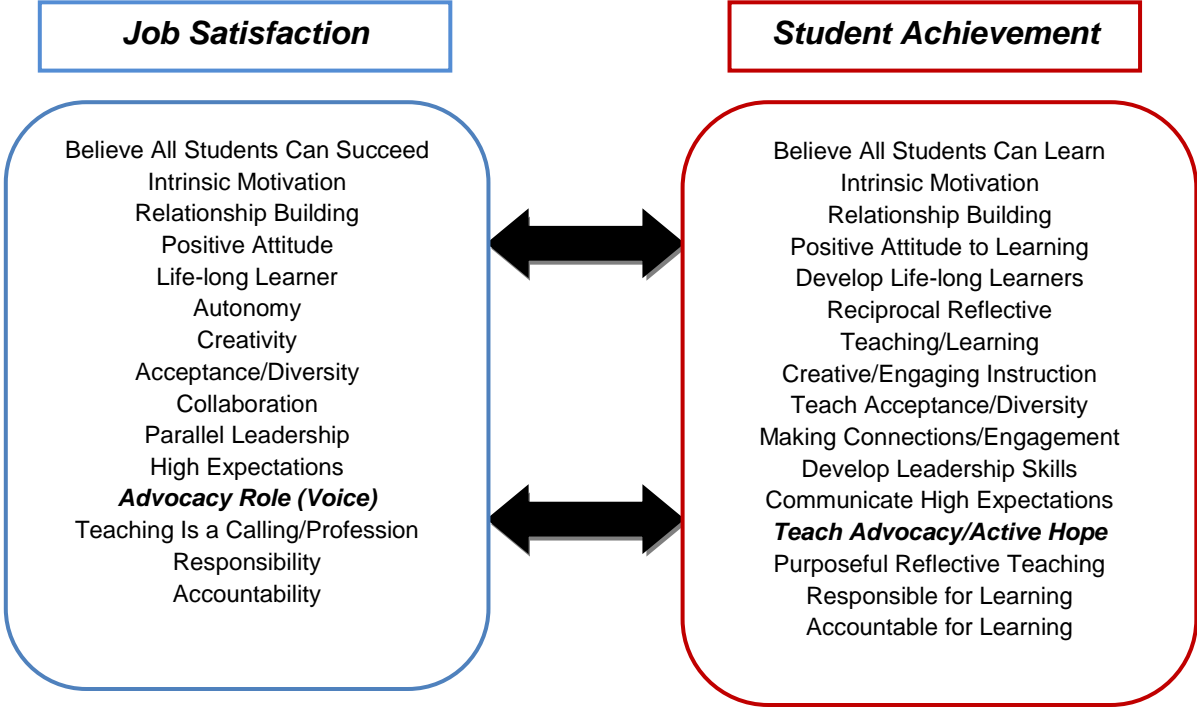 Job Satisfaction
Believe All Students Can Succeed
Intrinsic Motivation
Relationship Building
Positive Attitude
Life-long Learner
Autonomy
Creativity
Acceptance/Diversity
Collaboration
Parallel Leadership
High Expectations
Advocacy Role (Voice)
Teaching Is a Calling/Profession
Responsibility
Accountability
Student Achievement
Believe All Students Can Learn
Intrinsic Motivation
Relationship Building
Positive Attitude to Learning
Develop Life-long Learners
Reciprocal Reflective
Teaching/Learning
Creative/Engaging Instruction
Teach Acceptance/Diversity
Making Connections/Engagement
Develop Leadership Skills
Communicate High Expectations
Teach Advocacy/Active Hope
Purposeful Reflective Teaching
Responsible for Learning
Accountable for Learning